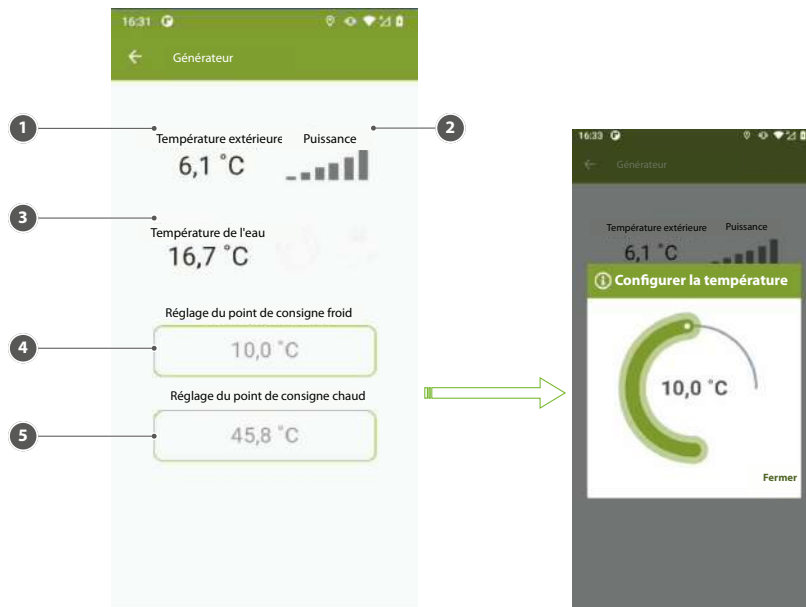 16:31
Générateur
1
2
Température extérieure Puissance
6,1 °C
3
Température de l'eau
16,7 °C
Réglage du point de consigne froid
4
10,0 °C
Réglage du point de consigne chaud
5
45,8 °C
16:33
Générateur
Température extérieure Puissance
6,1 °C
Configurer la température
10,0 °C
Fermer